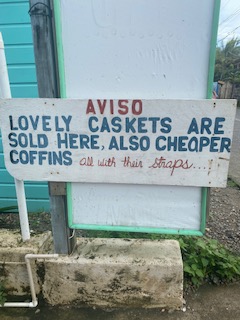 AVISO
LOVELY CASKETS ARE
SOLD HERE, ALSO CHEAPER
COFFINS all with their straps....